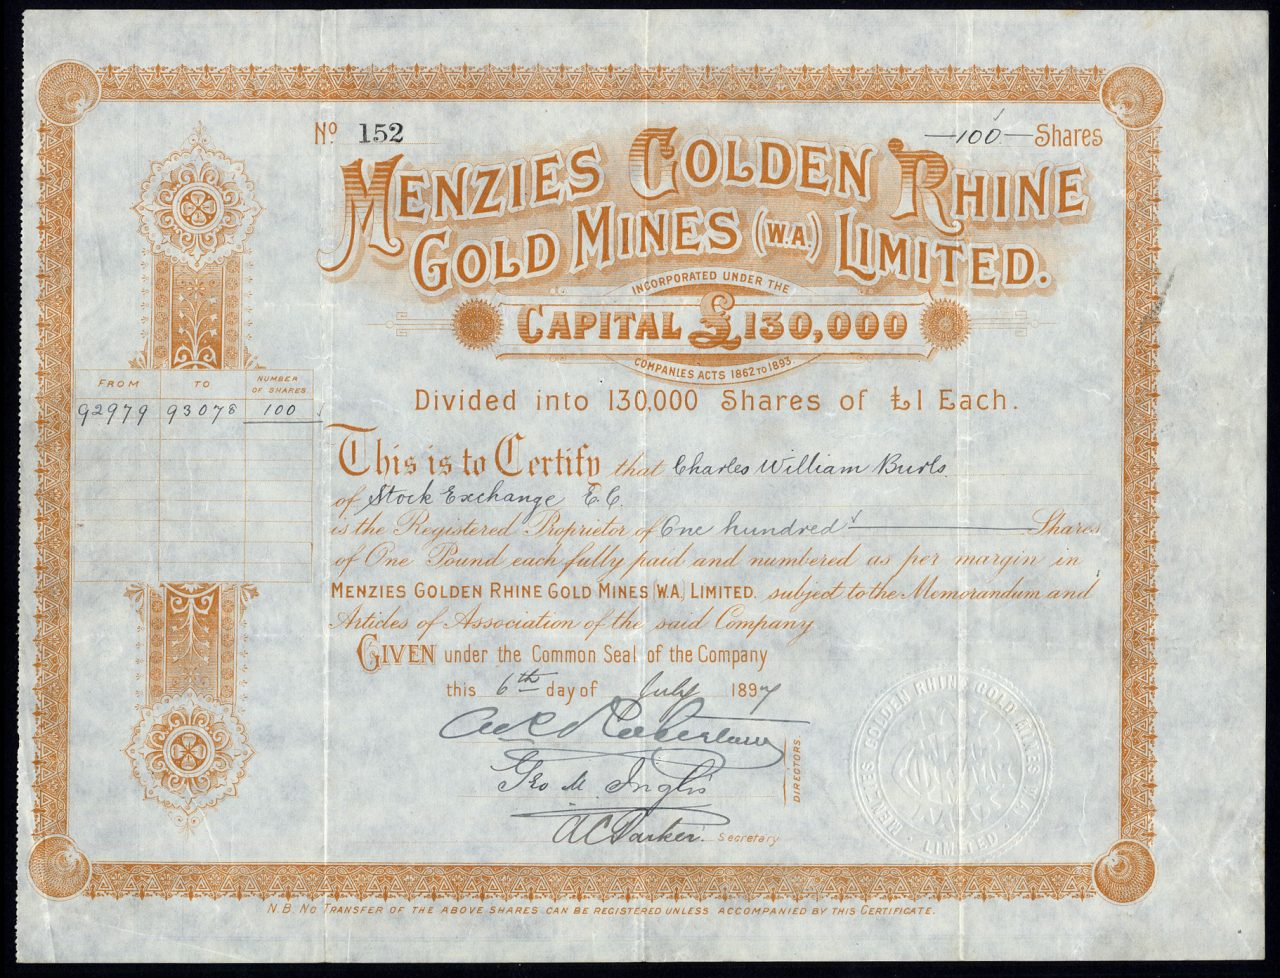 Nº 152
—100— Shares
MENZIES GOLDEN RHINE
GOLD MINES (W.A.) LIMITED.
INCORPORATED UNDER THE
CAPITAL £130,000
COMPANIES ACTS 1862 TO 1893
Divided into 130,000 Shares of £1 Each.
FROM TO NUMBER OF SHARES
92979 93078 100
This is to Certify that Charles William Burls
of Stock Exchange E.C.
is the Registered Proprietor of One hundred Shares
of One Pound each fully paid and numbered as per margin in
MENZIES GOLDEN RHINE GOLD MINES (W.A.) LIMITED. subject to the Memorandum and
Articles of Association of the said Company
GIVEN under the Common Seal of the Company
this 6th day of July 1897
Geo M. Inglis
DIRECTORS
A C Parker. Secretary
MENZIES GOLDEN RHINE GOLD MINES W.A. LIMITED
N.B. No TRANSFER OF THE ABOVE SHARES CAN BE REGISTERED UNLESS ACCOMPANIED BY THIS CERTIFICATE.